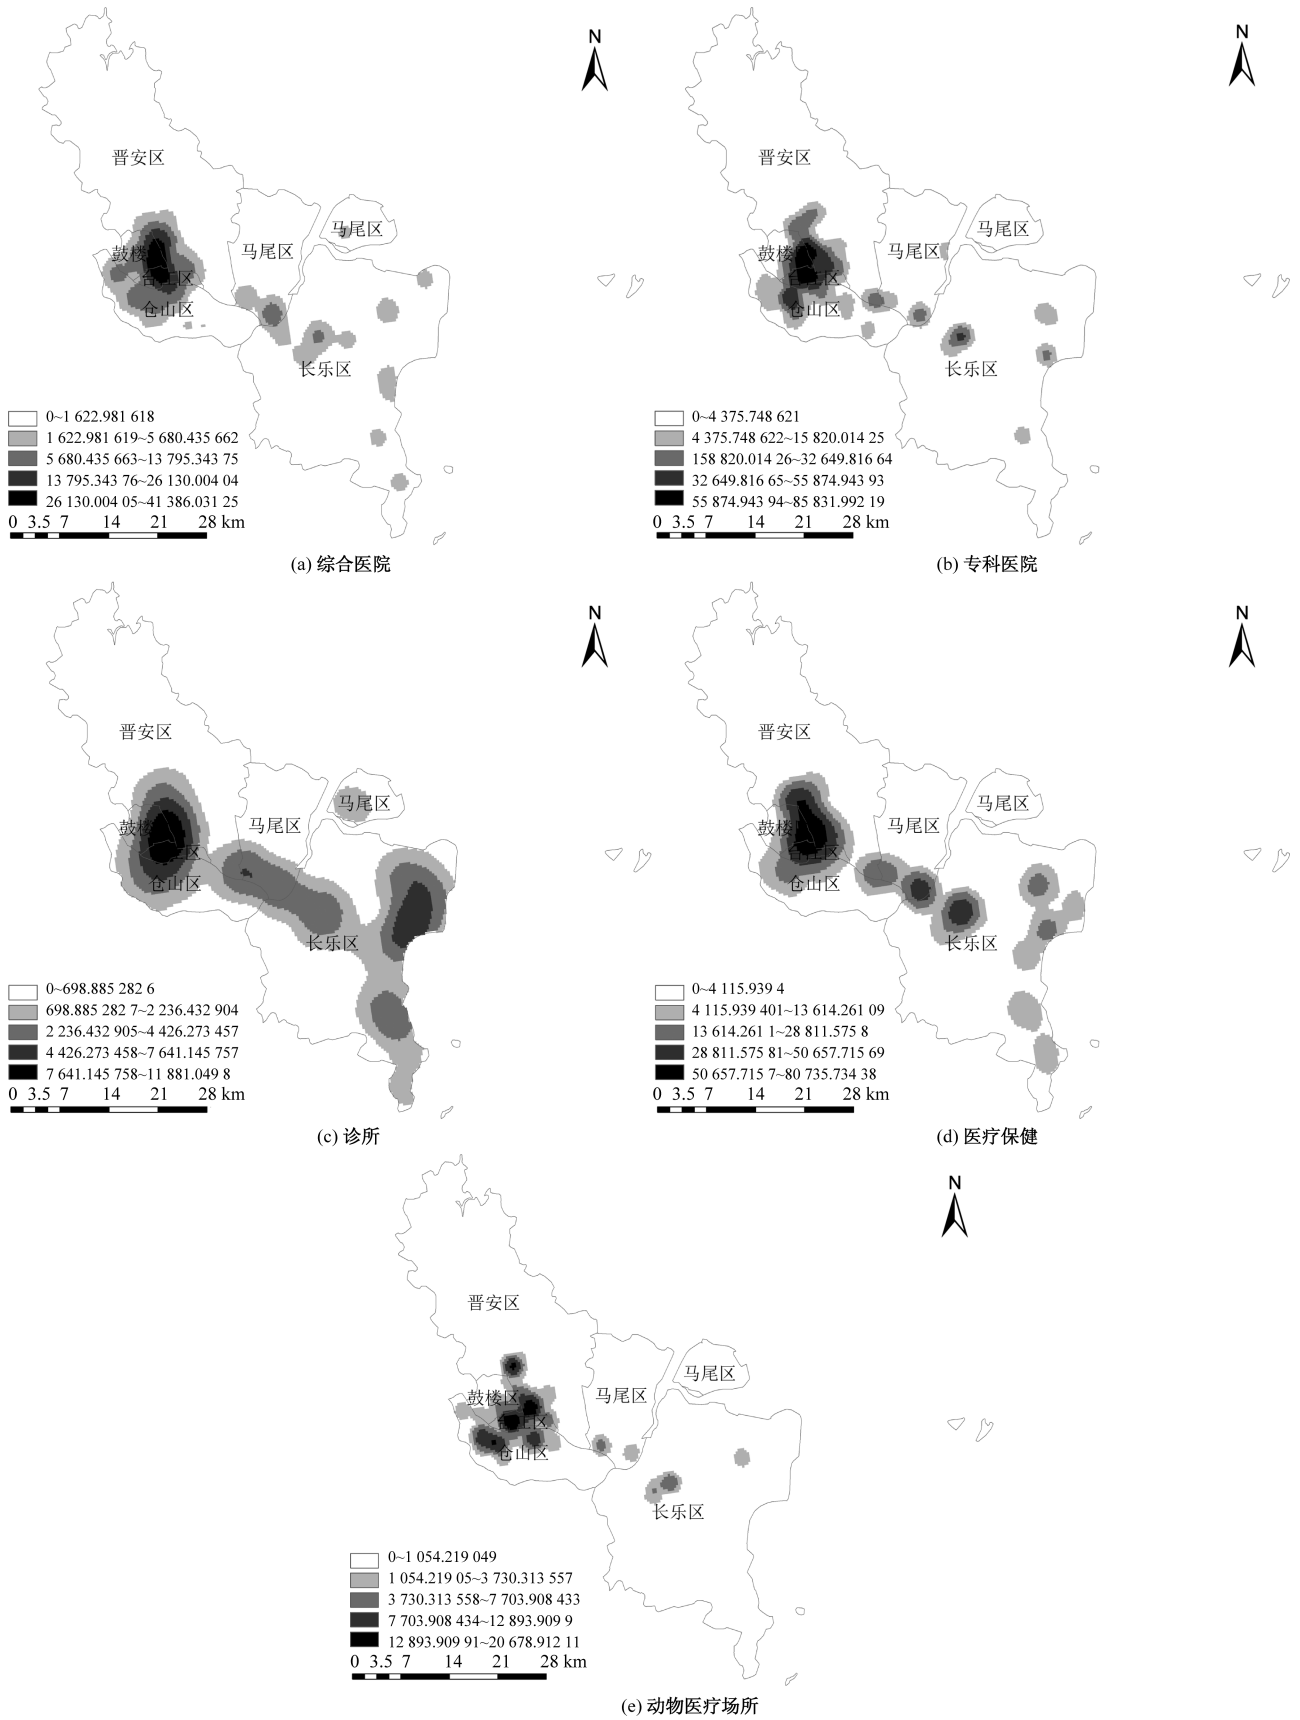 N
晋安区
马尾区
马尾区
鼓楼
仓山区
长乐区
0~1 622.981 618
1 622.981 619~5 680.435 662
5 680.435 663~13 795.343 75
13 795.343 76~26 130.004 04
26 130.004 05~41 386.031 25
0 3.5 7 14 21 28 km
(a) 综合医院
N
晋安区
马尾区
马尾区
鼓楼
仓山区
长乐区
0~4 375.748 621
4 375.748 622~15 820.014 25
158 820.014 26~32 649.816 64
32 649.816 65~55 874.943 93
55 874.943 94~85 831.992 19
0 3.5 7 14 21 28 km
(b) 专科医院
N
晋安区
马尾区
马尾区
鼓楼
仓山区
长乐区
0~698.885 282 6
698.885 282 7~2 236.432 904
2 236.432 905~4 426.273 457
4 426.273 458~7 641.145 757
7 641.145 758~11 881.049 8
0 3.5 7 14 21 28 km
(c) 诊所
N
晋安区
马尾区
马尾区
鼓楼
仓山区
长乐区
0~4 115.939 4
4 115.939 401~13 614.261 09
13 614.261 1~28 811.575 8
28 811.575 81~50 657.715 69
50 657.715 7~80 735.734 38
0 3.5 7 14 21 28 km
(d) 医疗保健
N
晋安区
马尾区
马尾区
鼓楼区
仓山区
长乐区
0~1 054.219 049
1 054.219 05~3 730.313 557
3 730.313 558~7 703.908 433
7 703.908 434~12 893.909 9
12 893.909 91~20 678.912 11
0 3.5 7 14 21 28 km
(e) 动物医疗场所